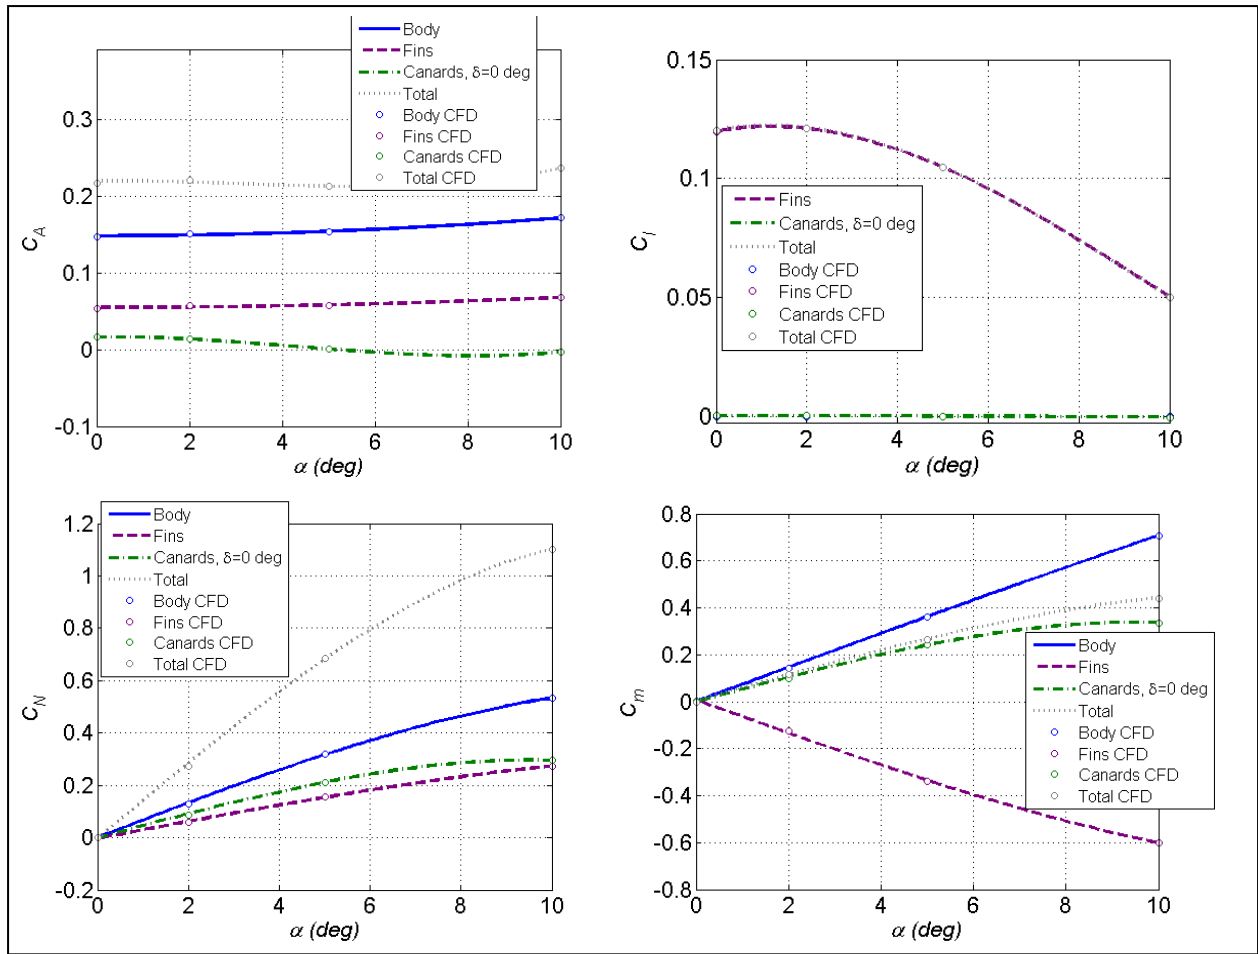 Body
Fins
Canards, δ=0 deg
Total
Body CFD
Fins CFD
Canards CFD
Total CFD
0.3
0.2
0.1
0
-0.1
C_A
0 2 4 6 8 10
α (deg)
0.15
0.1
0.05
0
C_l
Fins
Canards, δ=0 deg
Total
Body CFD
Fins CFD
Canards CFD
Total CFD
0 2 4 6 8 10
α (deg)
Body
Fins
Canards, δ=0 deg
Total
Body CFD
Fins CFD
Canards CFD
Total CFD
1.2
1
0.8
0.6
0.4
0.2
0
-0.2
C_N
0 2 4 6 8 10
α (deg)
0.8
0.6
0.4
0.2
0
-0.2
-0.4
-0.6
-0.8
C_m
Body
Fins
Canards, δ=0 deg
Total
Body CFD
Fins CFD
Canards CFD
Total CFD
0 2 4 6 8 10
α (deg)